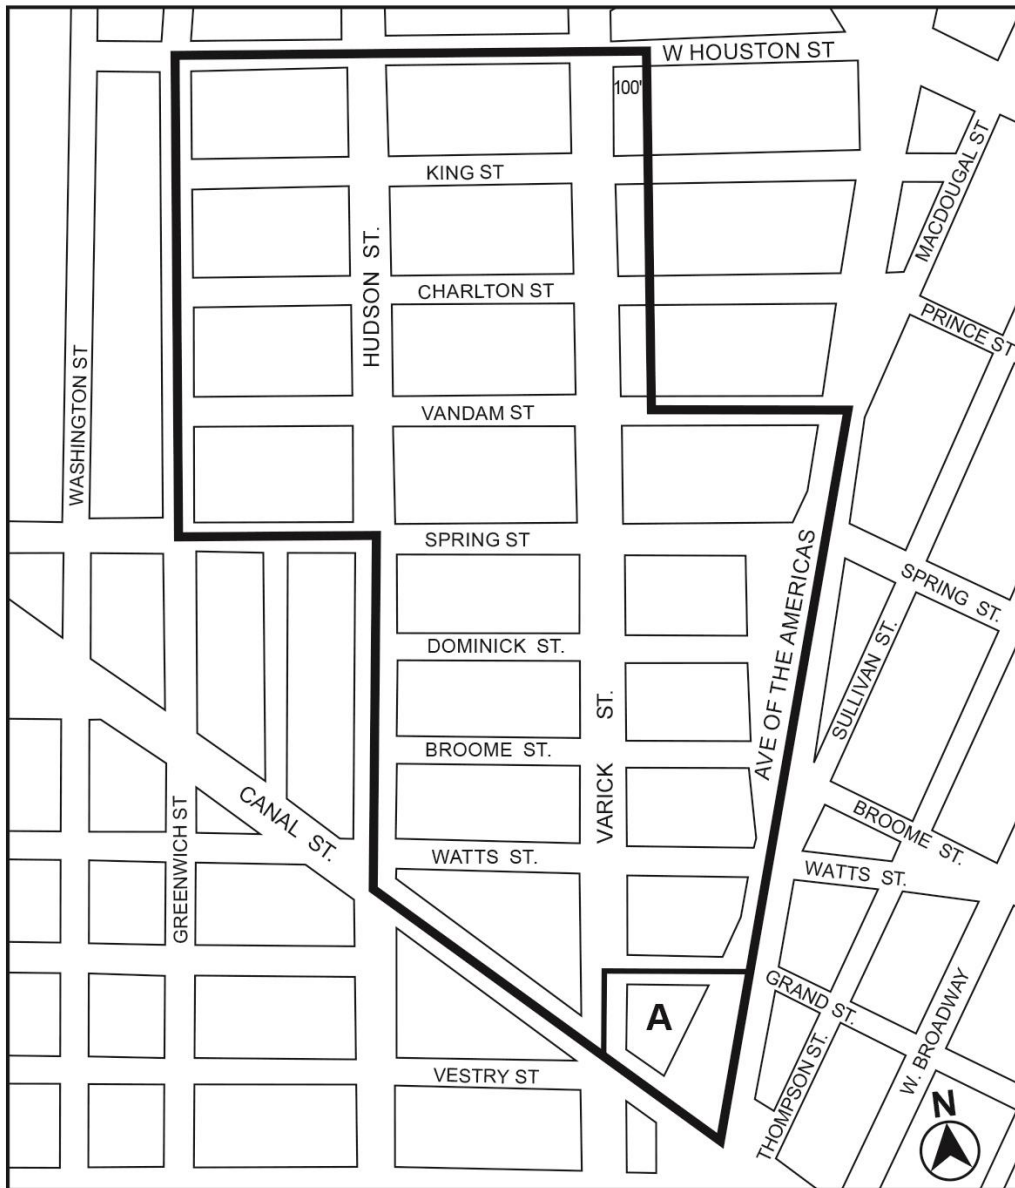 W HOUSTON ST
100'
MACDOUGAL ST
KING ST
HUDSON ST.
CHARLTON ST
PRINCE ST
WASHINGTON ST
VANDAM ST
SPRING ST
AVE OF THE AMERICAS
SPRING ST.
SULLIVAN ST.
DOMINICK ST.
VARICK ST.
BROOME ST.
CANAL ST.
GREENWICH ST
BROOME ST.
WATTS ST.
WATTS ST.
GRAND ST.
A
W. BROADWAY
THOMPSON ST.
VESTRY ST
N